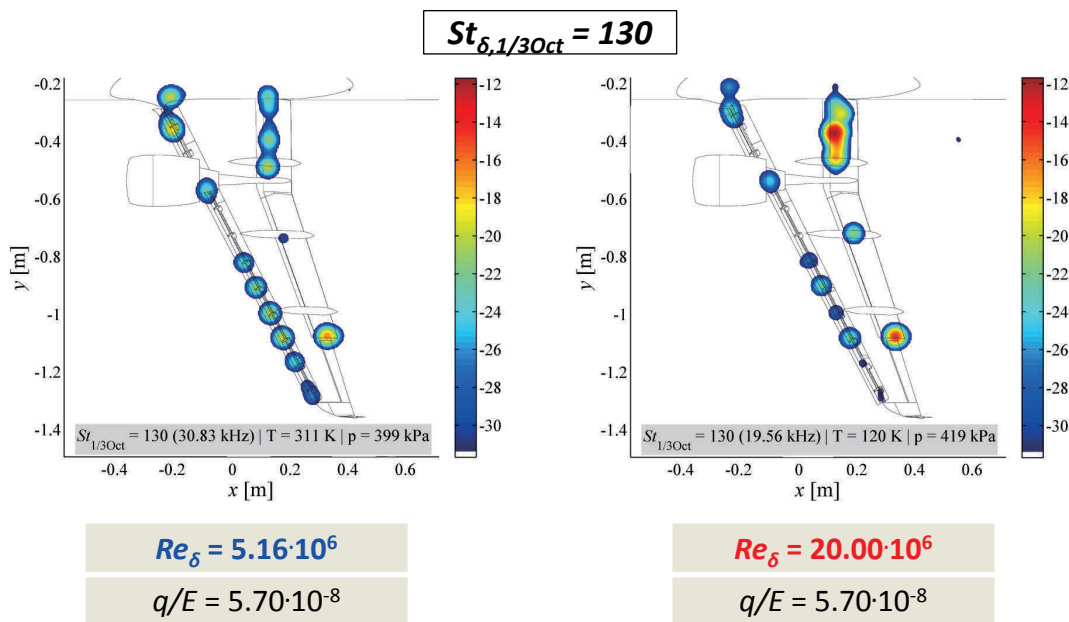 St_δ,1/3Oct = 130
-0.2
-0.4
-0.6
-0.8
-1
-1.2
-1.4
y [m]
-0.4 -0.2 0 0.2 0.4 0.6
x [m]
St_1/3Oct = 130 (30.83 kHz) | T = 311 K | p = 399 kPa
-12
-14
-16
-18
-20
-22
-24
-26
-28
-30
-0.2
-0.4
-0.6
-0.8
-1
-1.2
-1.4
y [m]
-0.4 -0.2 0 0.2 0.4 0.6
x [m]
St_1/3Oct = 130 (19.56 kHz) | T = 120 K | p = 419 kPa
-12
-14
-16
-18
-20
-22
-24
-26
-28
-30
Re_δ = 5.16·10⁶
q/E = 5.70·10⁻⁸
Re_δ = 20.00·10⁶
q/E = 5.70·10⁻⁸